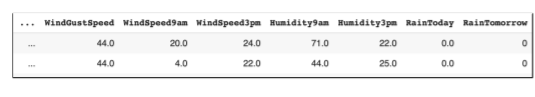 ... WindGustSpeed WindSpeed9am WindSpeed3pm Humidity9am Humidity3pm RainToday RainTomorrow
... 44.0 20.0 24.0 71.0 22.0 0.0 0
... 44.0 4.0 22.0 44.0 25.0 0.0 0